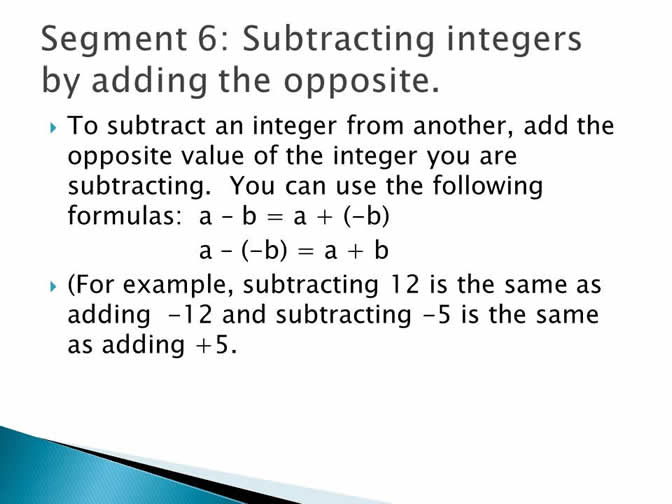 Segment 6: Subtracting integers
by adding the opposite.
To subtract an integer from another, add the
opposite value of the integer you are
subtracting. You can use the following
formulas: a – b = a + (–b)
a – (–b) = a + b
(For example, subtracting 12 is the same as
adding –12 and subtracting –5 is the same
as adding +5.